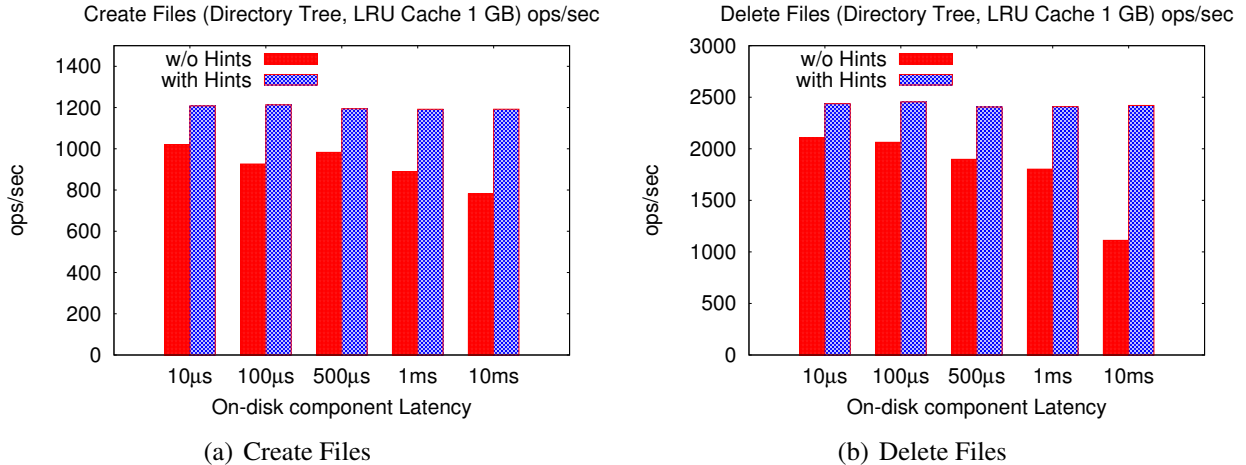 Create Files (Directory Tree, LRU Cache 1 GB) ops/sec
w/o Hints
with Hints
1400
1200
1000
800
600
400
200
0
ops/sec
10μs 100μs 500μs 1ms 10ms
On-disk component Latency
(a) Create Files
Delete Files (Directory Tree, LRU Cache 1 GB) ops/sec
w/o Hints
with Hints
3000
2500
2000
1500
1000
500
0
ops/sec
10μs 100μs 500μs 1ms 10ms
On-disk component Latency
(b) Delete Files